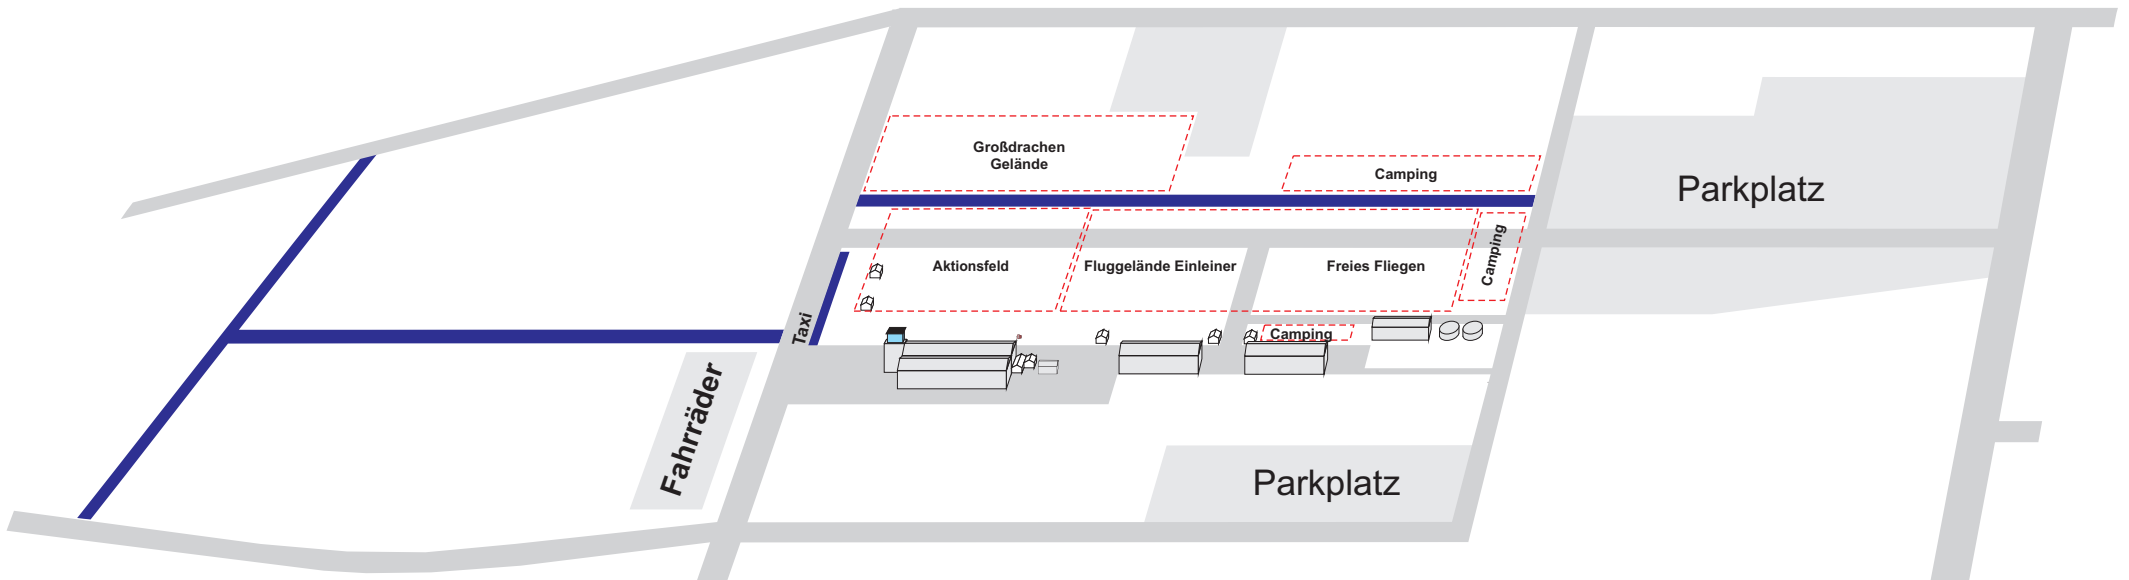 Großdrachen
Gelände
Camping
Parkplatz
Aktionsfeld
Fluggelände Einleiner
Freies Fliegen
Camping
Taxi
Camping
Fahrräder
Parkplatz